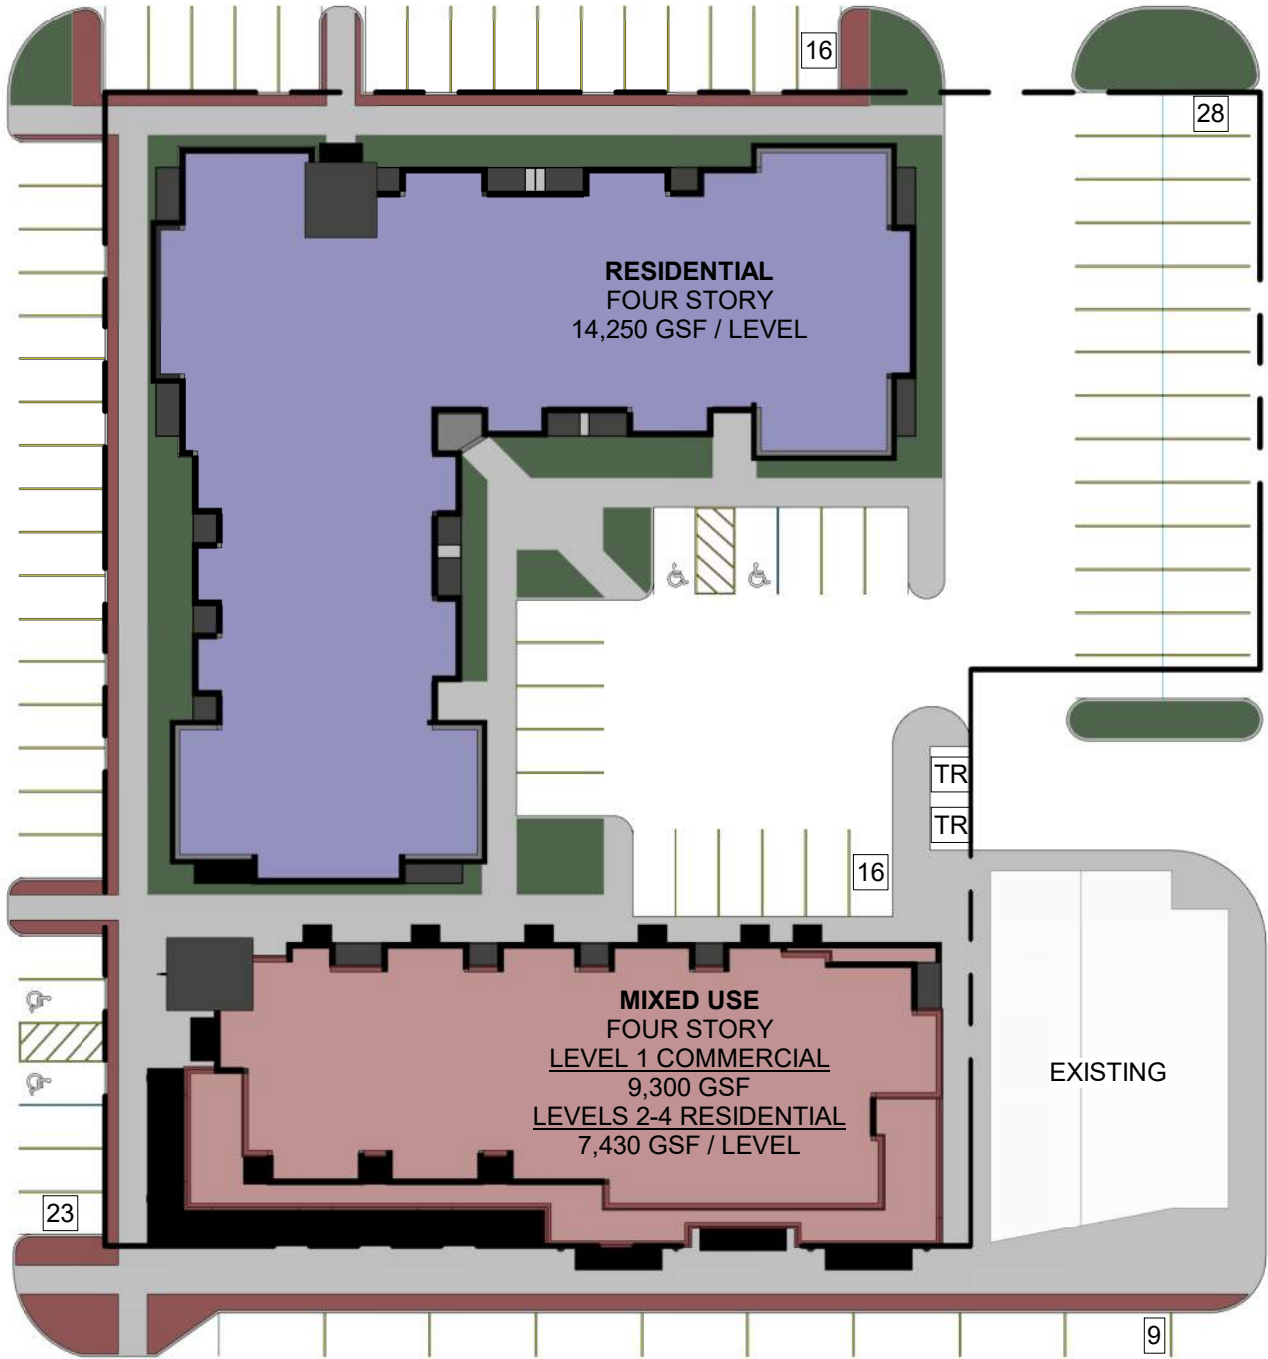 16
28
RESIDENTIAL
FOUR STORY
14,250 GSF / LEVEL
TR
TR
16
MIXED USE
FOUR STORY
LEVEL 1 COMMERCIAL
9,300 GSF
LEVELS 2-4 RESIDENTIAL
7,430 GSF / LEVEL
EXISTING
23
9